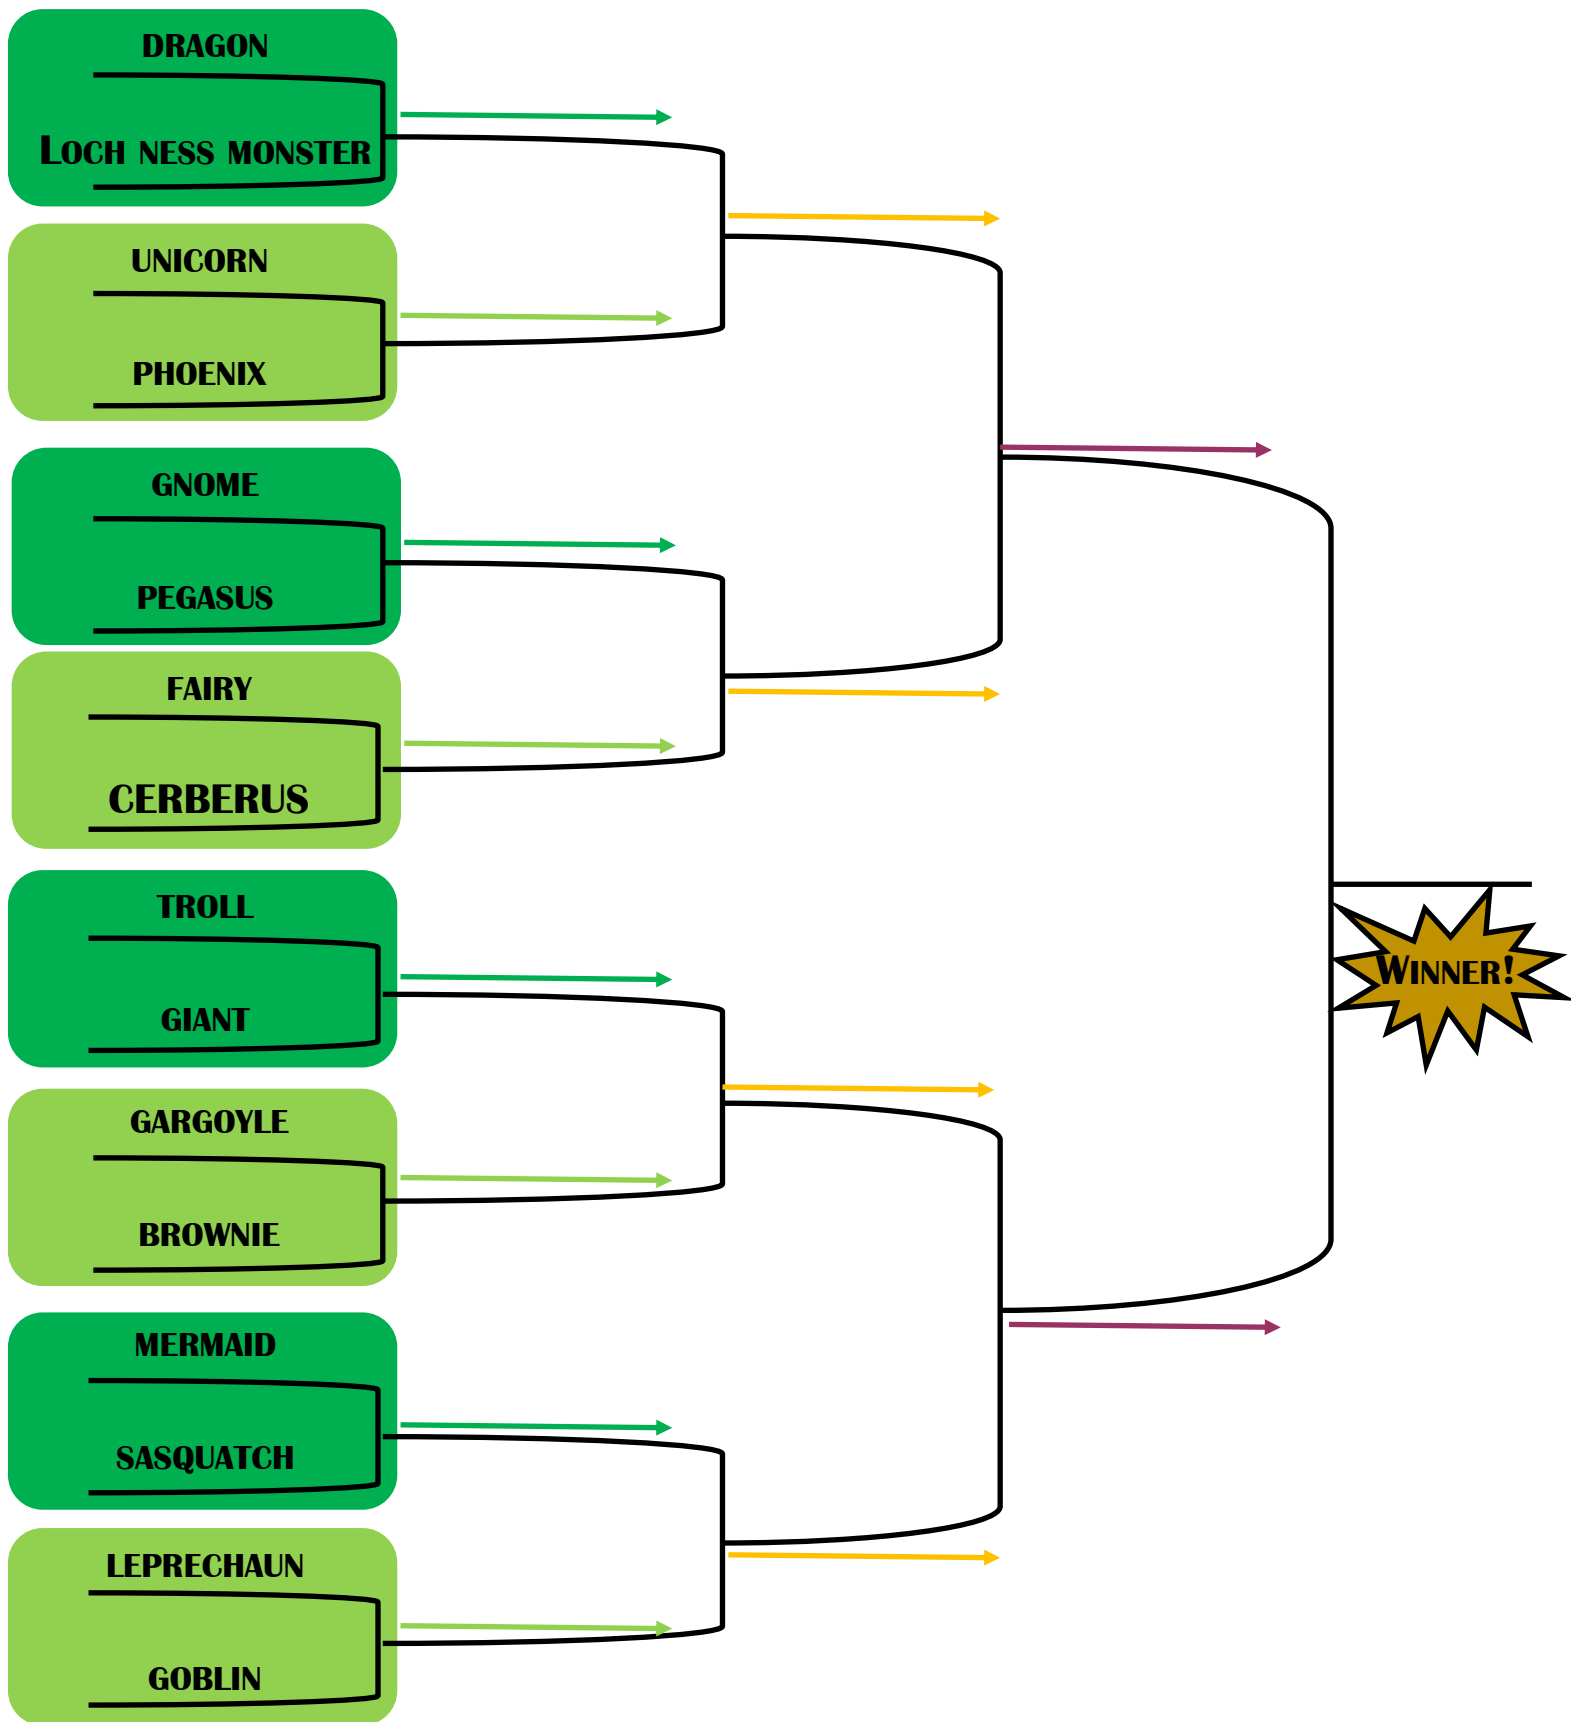 DRAGON
LOCH NESS MONSTER
UNICORN
PHOENIX
GNOME
PEGASUS
FAIRY
CERBERUS
TROLL
GIANT
WINNER!
GARGOYLE
BROWNIE
MERMAID
SASQUATCH
LEPRECHAUN
GOBLIN